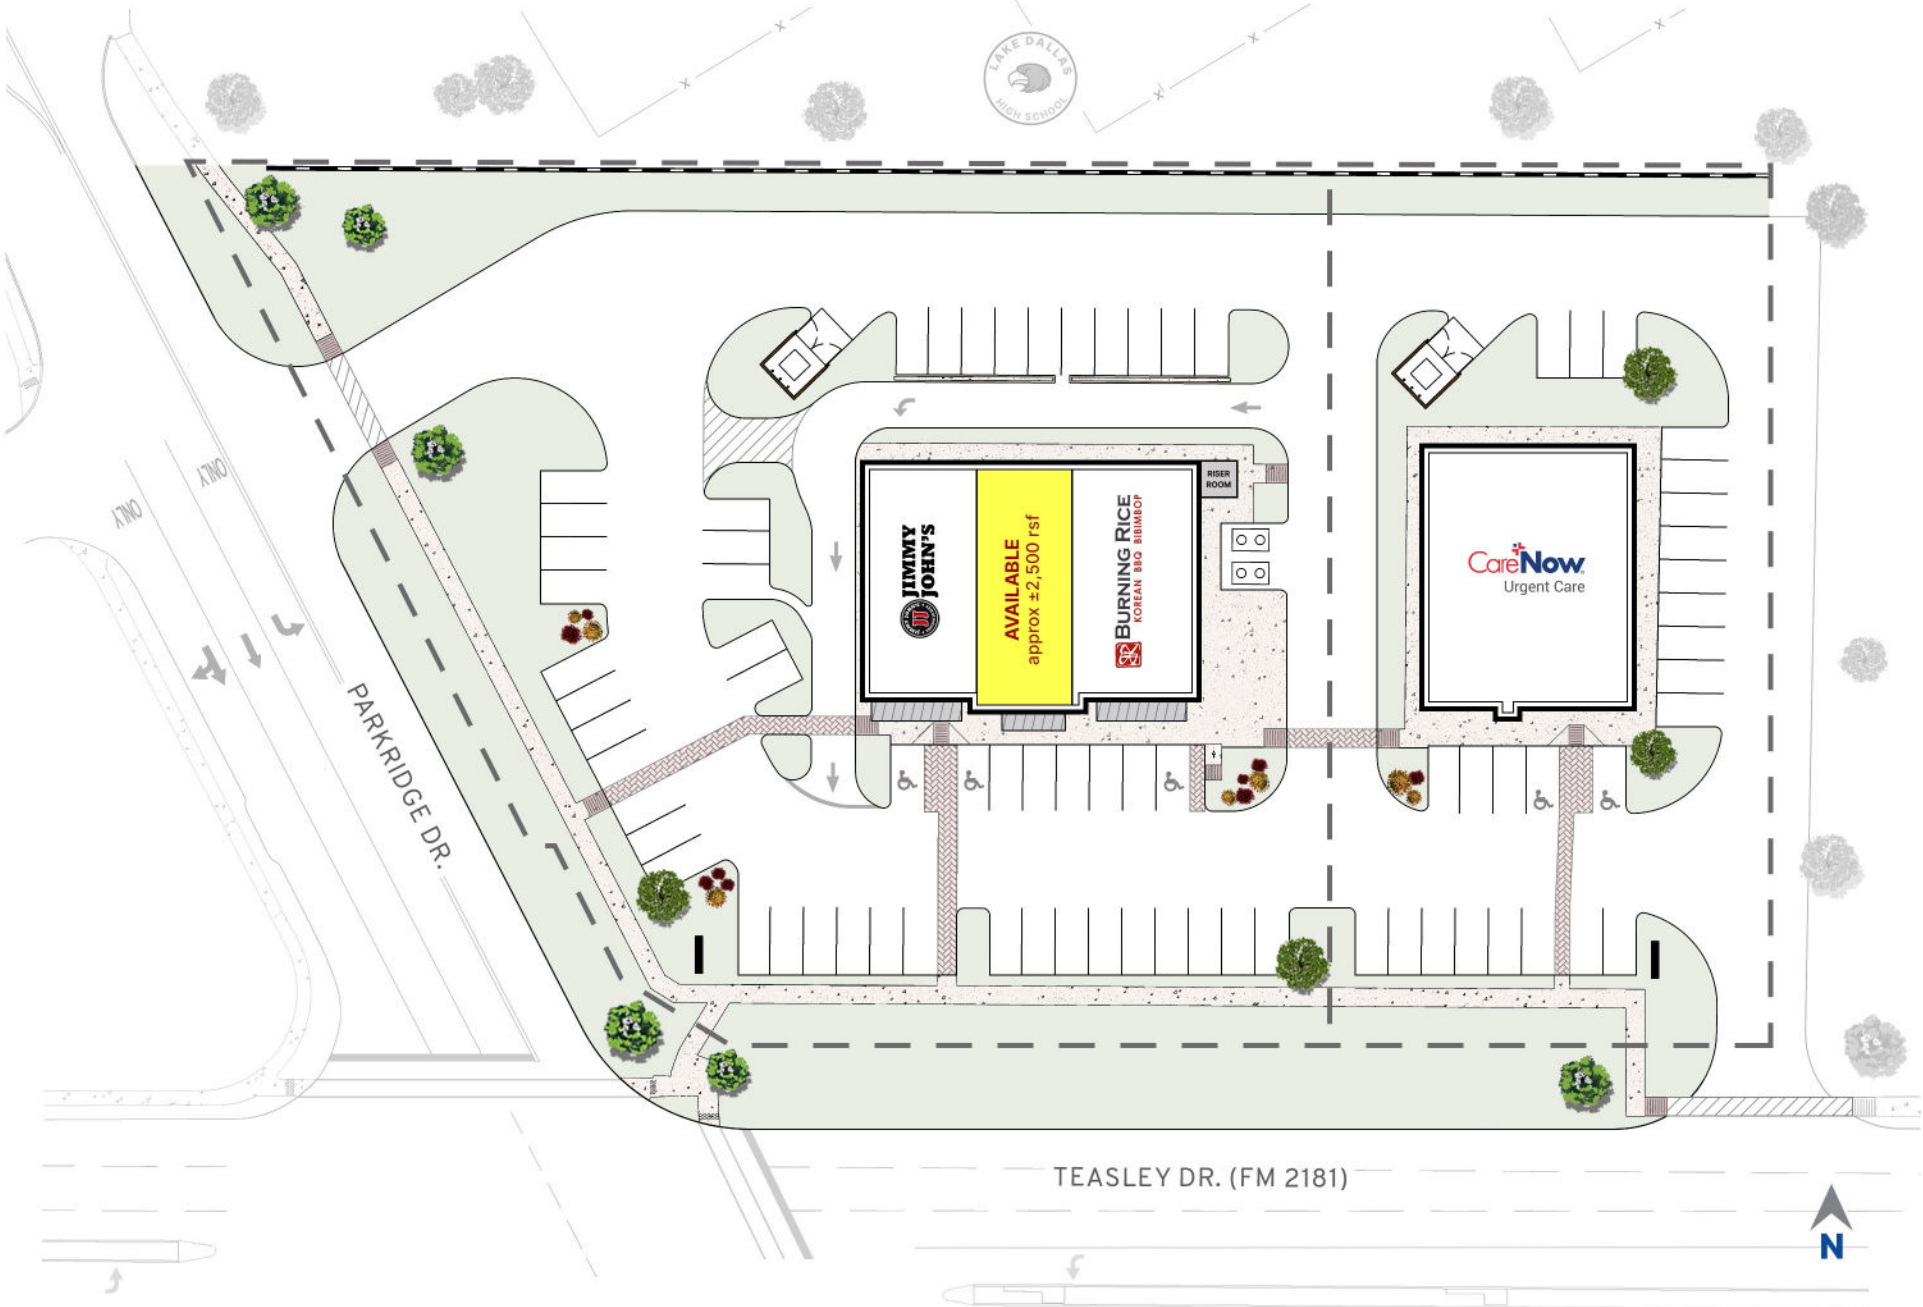 LAKE DALLAS
HIGH SCHOOL
ONLY
ONLY
RISER
ROOM
JIMMY
JOHN'S
AVAILABLE
approx ±2,500 rsf
BURNING RICE
KOREAN BBQ BIBIMBOP
CareNow
Urgent Care
PARKRIDGE DR.
TEASLEY DR. (FM 2181)
N